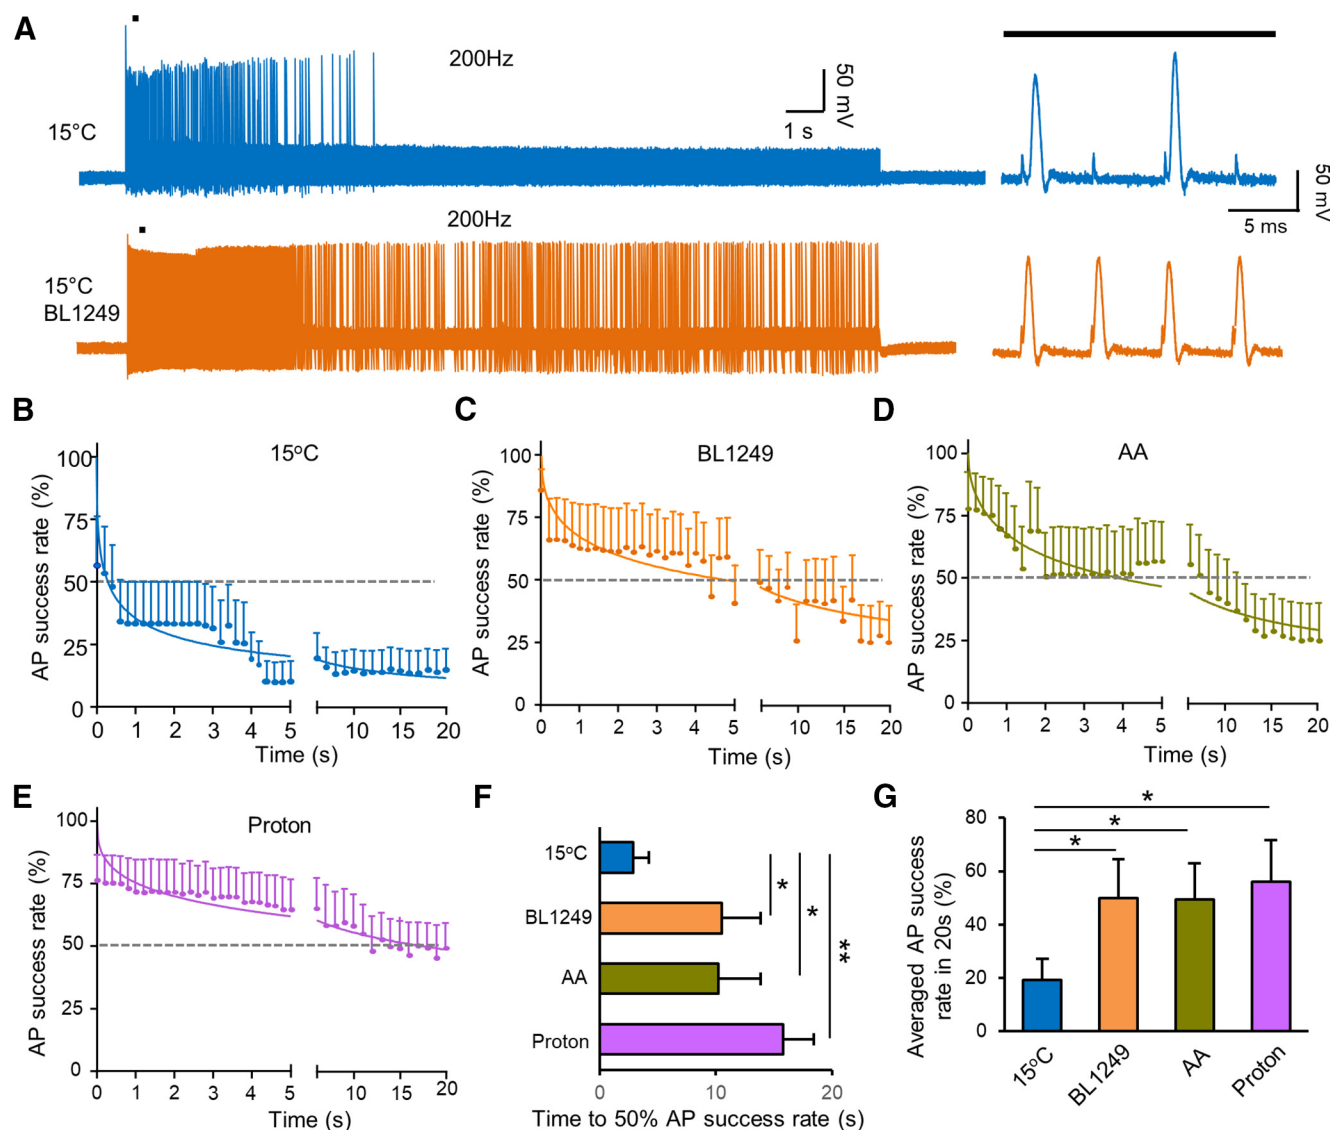 A
200Hz
50 mV
1 s
15°C
50 mV
5 ms
200Hz
15°C
BL1249
B
15°C
AP success rate (%)
100
75
50
25
0
0 1 2 3 4 5 10 15 20
Time (s)
C
BL1249
AP success rate (%)
100
75
50
25
0
0 1 2 3 4 5 10 15 20
Time (s)
D
AA
AP success rate (%)
100
75
50
25
0
0 1 2 3 4 5 10 15 20
Time (s)
E
Proton
AP success rate (%)
100
75
50
25
0
0 1 2 3 4 5 10 15 20
Time (s)
F
15°C
BL1249
AA
Proton
*
*
**
0 10 20
Time to 50% AP success rate (s)
G
Averaged AP success
rate in 20s (%)
80
60
40
20
0
*
*
*
15°C
BL1249
AA
Proton